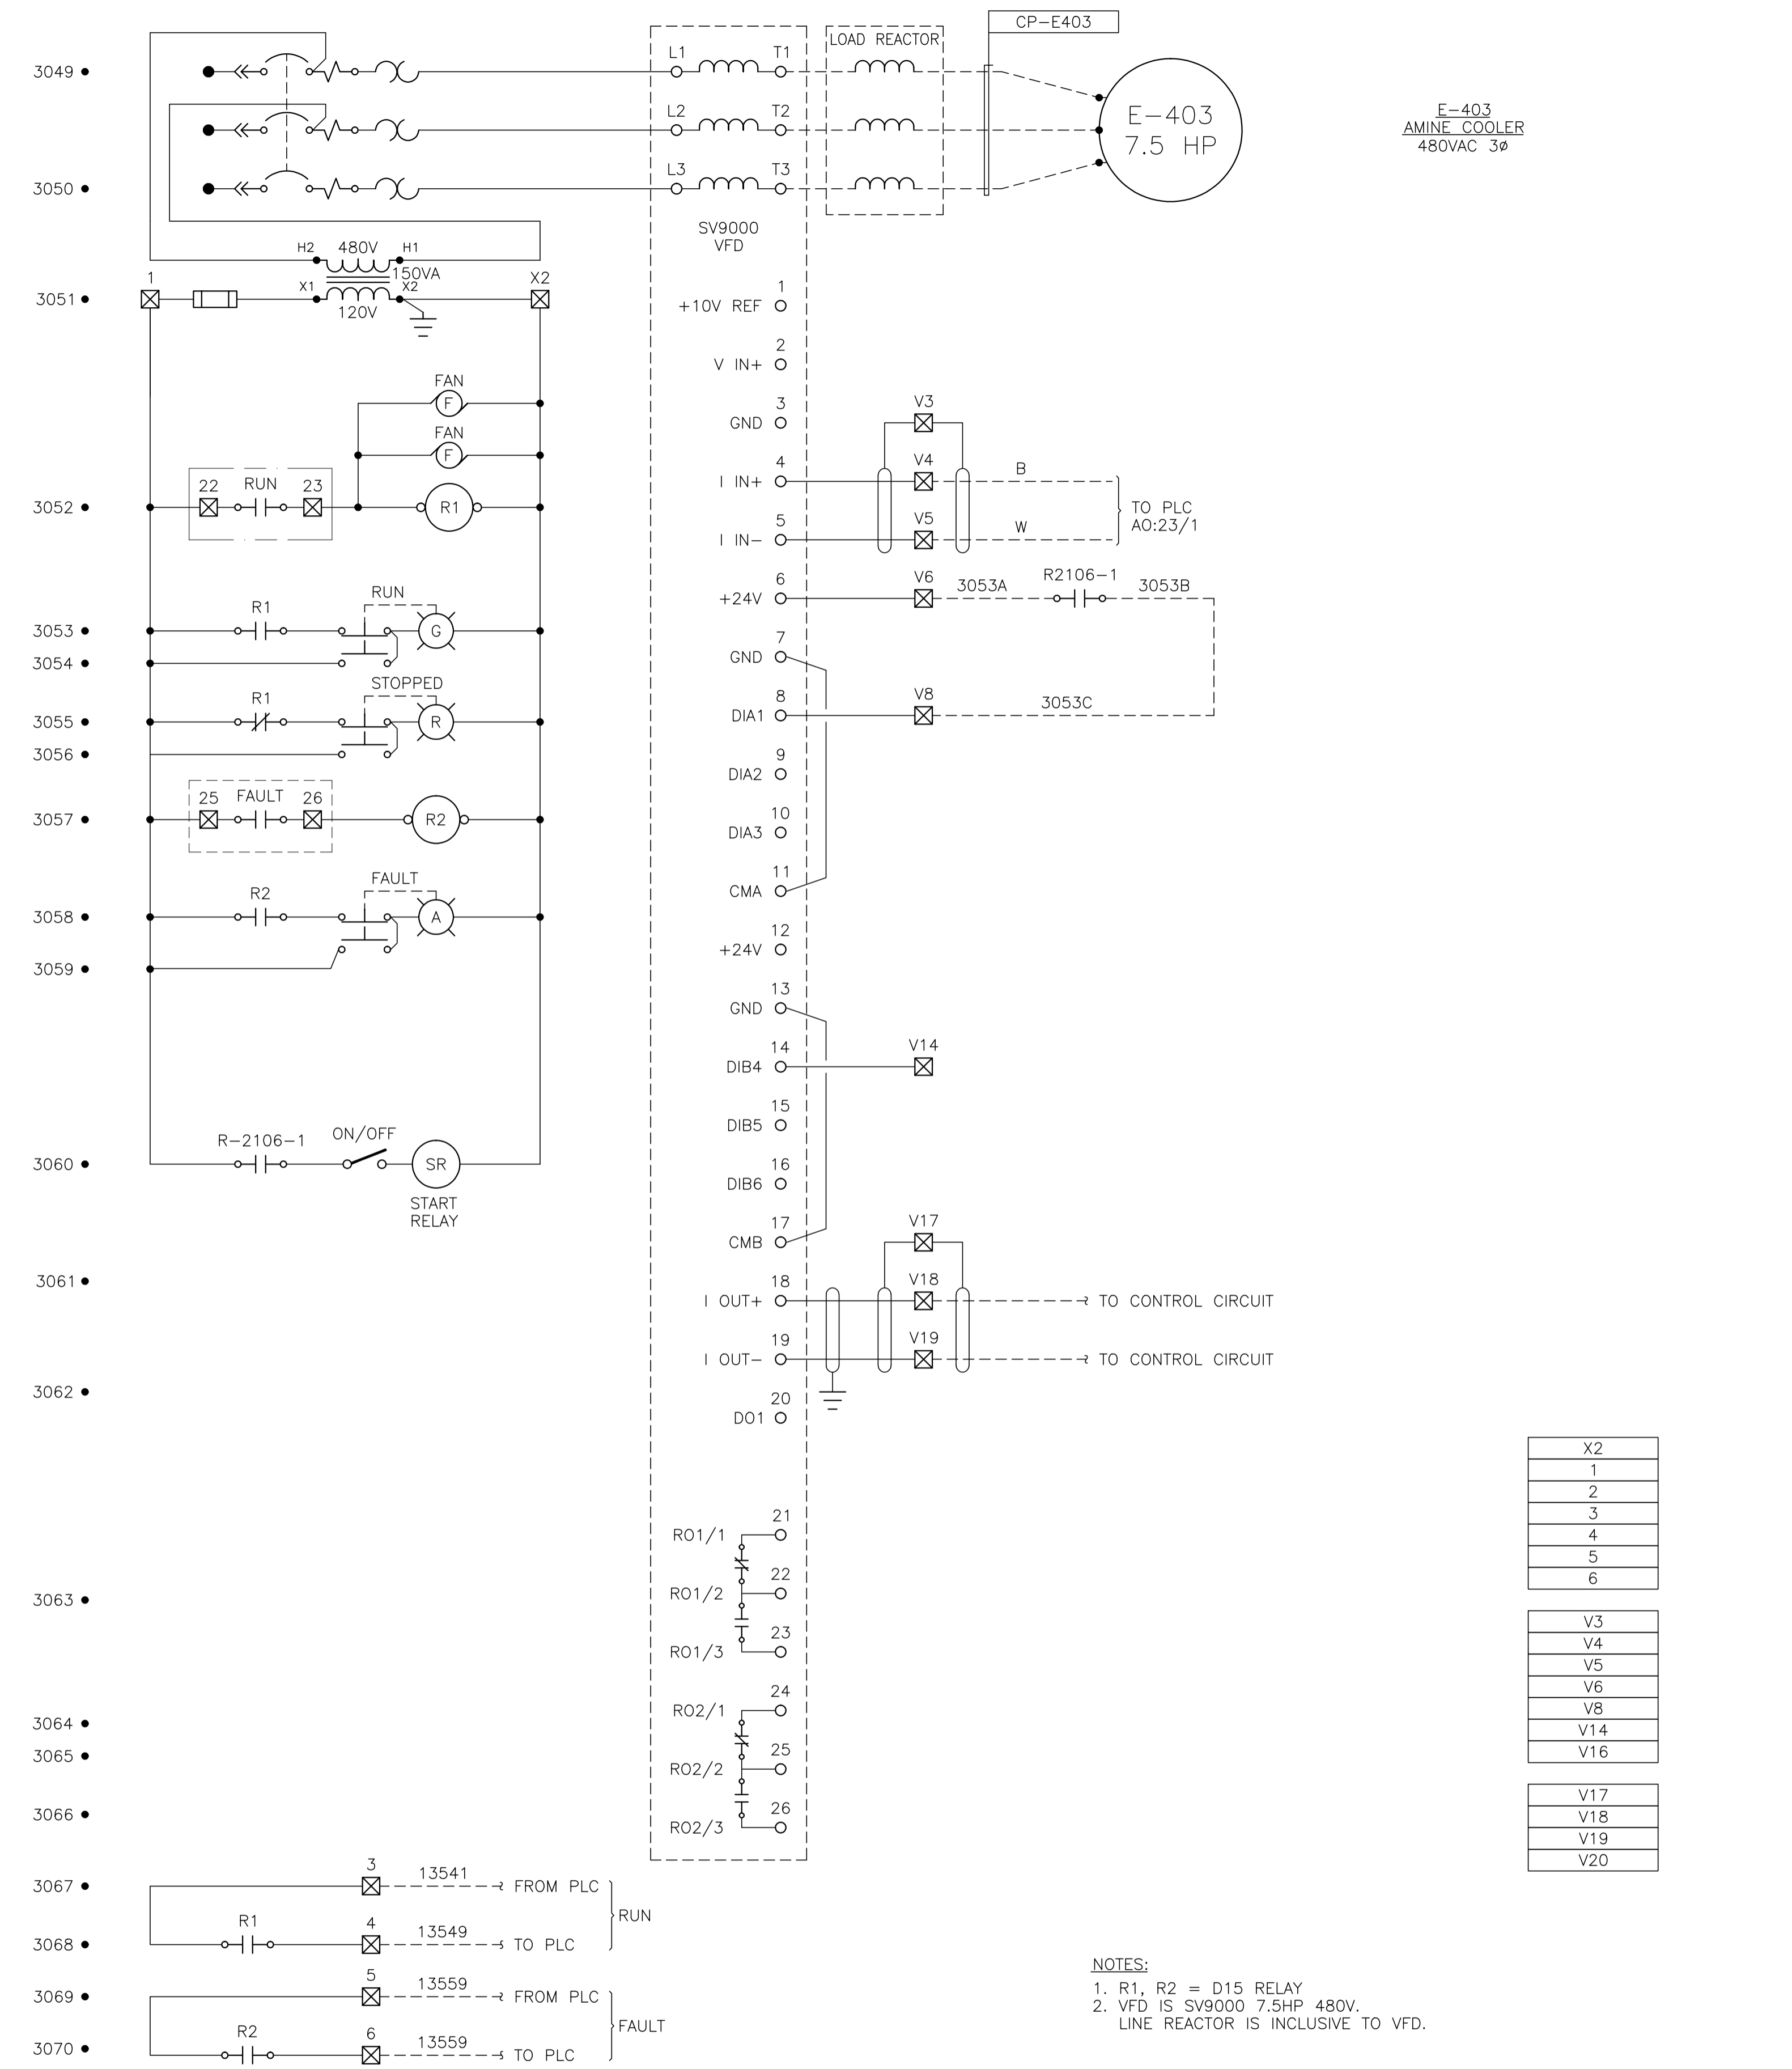 CP-E403
3049
L1
T1
LOAD REACTOR
L2
T2
E-403
7.5 HP
E-403
AMINE COOLER
480VAC 3ø
3050
L3
T3
SV9000
VFD
H2
480V
H1
150VA
3051
1
X1
X2
X2
120V
1
+10V REF
2
V IN+
FAN
F
FAN
F
3
GND
V3
3052
22
RUN
23
R1
4
I IN+
V4
B
5
I IN-
V5
W
TO PLC
AO:23/1
6
+24V
V6
3053A
R2106-1
3053B
3053
R1
RUN
G
3054
7
GND
STOPPED
3055
R1
R
8
DIA1
V8
3053C
3056
9
DIA2
3057
25
FAULT
26
R2
10
DIA3
11
CMA
FAULT
3058
R2
A
12
+24V
3059
13
GND
14
DIB4
V14
15
DIB5
3060
R-2106-1
ON/OFF
SR
START
RELAY
16
DIB6
17
CMB
V17
3061
18
I OUT+
V18
TO CONTROL CIRCUIT
19
I OUT-
V19
TO CONTROL CIRCUIT
3062
20
DO1
21
RO1/1
3063
22
RO1/2
23
RO1/3
3064
24
RO2/1
3065
25
RO2/2
3066
26
RO2/3
X2
1
2
3
4
5
6
V3
V4
V5
V6
V8
V14
V16
V17
V18
V19
V20
3067
3
13541
FROM PLC
RUN
3068
R1
4
13549
TO PLC
3069
5
13559
FROM PLC
FAULT
3070
R2
6
13559
TO PLC
NOTES:
1. R1, R2 = D15 RELAY
2. VFD IS SV9000 7.5HP 480V.
LINE REACTOR IS INCLUSIVE TO VFD.